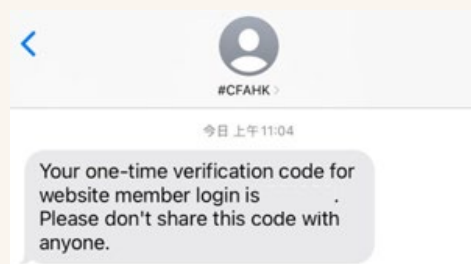 #CFAHK
今日 上午11:04
Your one-time verification code for
website member login is .
Please don't share this code with
anyone.